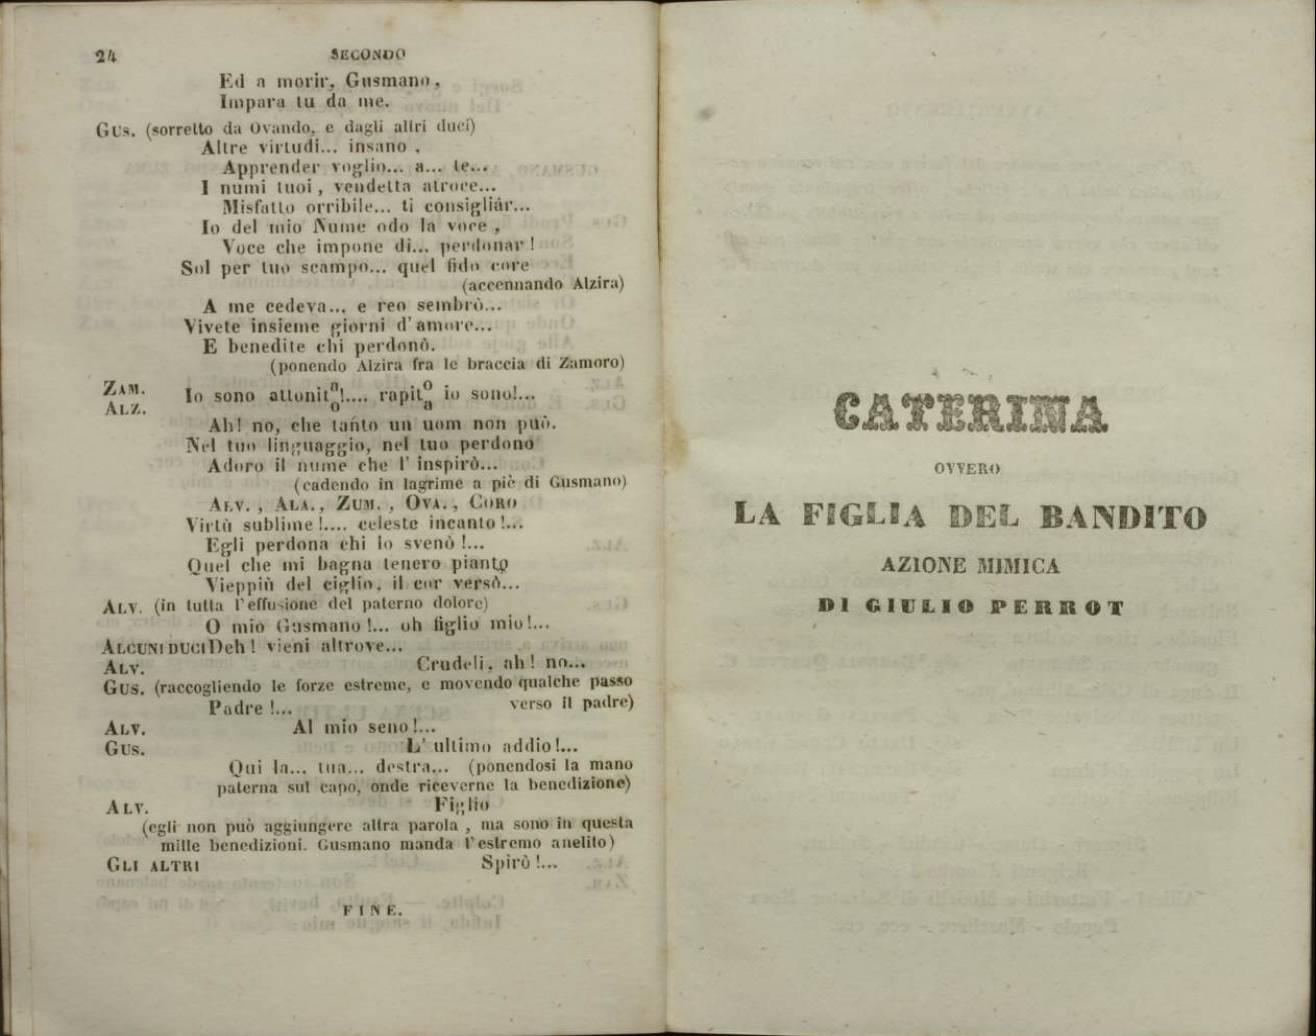 24 SECONDO
Ed a morir, Gusmano,
Impara tu da me.
GUS. (sorretto da Ovando, e dagli altri duci)
Altre virtudi... insano,
Apprender voglio... a... te...
I numi tuoi, vendetta atroce...
Misfatto orribile... ti consigliár...
Io del mio Nume odo la voce,
Voce che impone di... perdonar!
Sol per tuo scampo... quel fido core
(accennando Alzira)
A me cedeva... e reo sembrò...
Vivete insieme giorni d'amore...
E benedite chi perdonò.
(ponendo Alzira fra le braccia di Zamoro)
ZAM.
ALZ.
Io sono attonit a/o!.... rapit o/a io sono!...
Ah! no, che tanto un uom non può.
Nel tuo linguaggio, nel tuo perdono
Adoro il nume che l'inspirò...
(cadendo in lagrime a piè di Gusmano)
ALV., ALA., ZUM., OVA., CORO
Virtù sublime!.... celeste incanto!...
Egli perdona chi lo svenò!...
Quel che mi bagna tenero pianto
Vieppiù del ciglio, il cor versò...
ALV. (in tutta l'effusione del paterno dolore)
O mio Gusmano!... oh figlio mio!...
ALCUNI DUCI Deh! vieni altrove...
ALV. Crudeli, ah! no...
GUS. (raccogliendo le forze estreme, e movendo qualche passo
Padre!... verso il padre)
ALV. Al mio seno!...
GUS. L'ultimo addio!...
Qui la... tua... destra... (ponendosi la mano
paterna sul capo, onde riceverne la benedizione)
ALV. Figlio
(egli non può aggiungere altra parola, ma sono in questa
mille benedizioni. Gusmano manda l'estremo anelito)
GLI ALTRI Spirò!...
FINE.
CATERINA
OVVERO
LA FIGLIA DEL BANDITO
AZIONE MIMICA
DI GIULIO PERROT